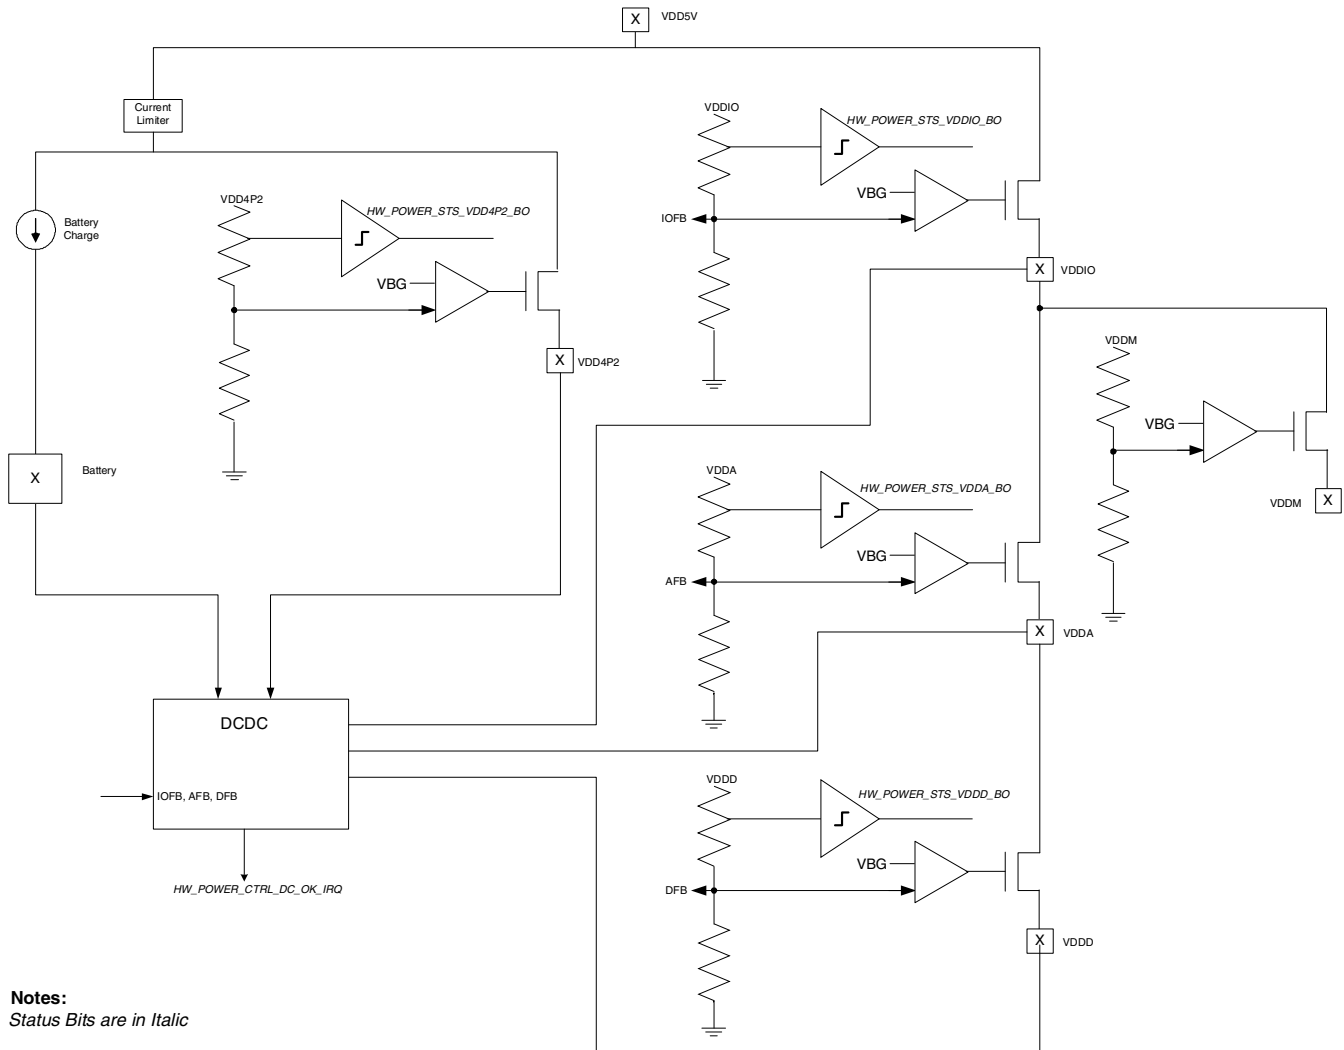 X VDD5V
Current
Limiter
VDDIO
HW_POWER_STS_VDDIO_BO
VBG
IOFB
X VDDIO
Battery
Charge
VDD4P2
HW_POWER_STS_VDD4P2_BO
VBG
X VDD4P2
VDDM
VBG
VDDM X
X Battery
VDDA
HW_POWER_STS_VDDA_BO
VBG
AFB
X VDDA
DCDC
IOFB, AFB, DFB
HW_POWER_CTRL_DC_OK_IRQ
VDDD
HW_POWER_STS_VDDD_BO
VBG
DFB
X VDDD
Notes:
Status Bits are in Italic